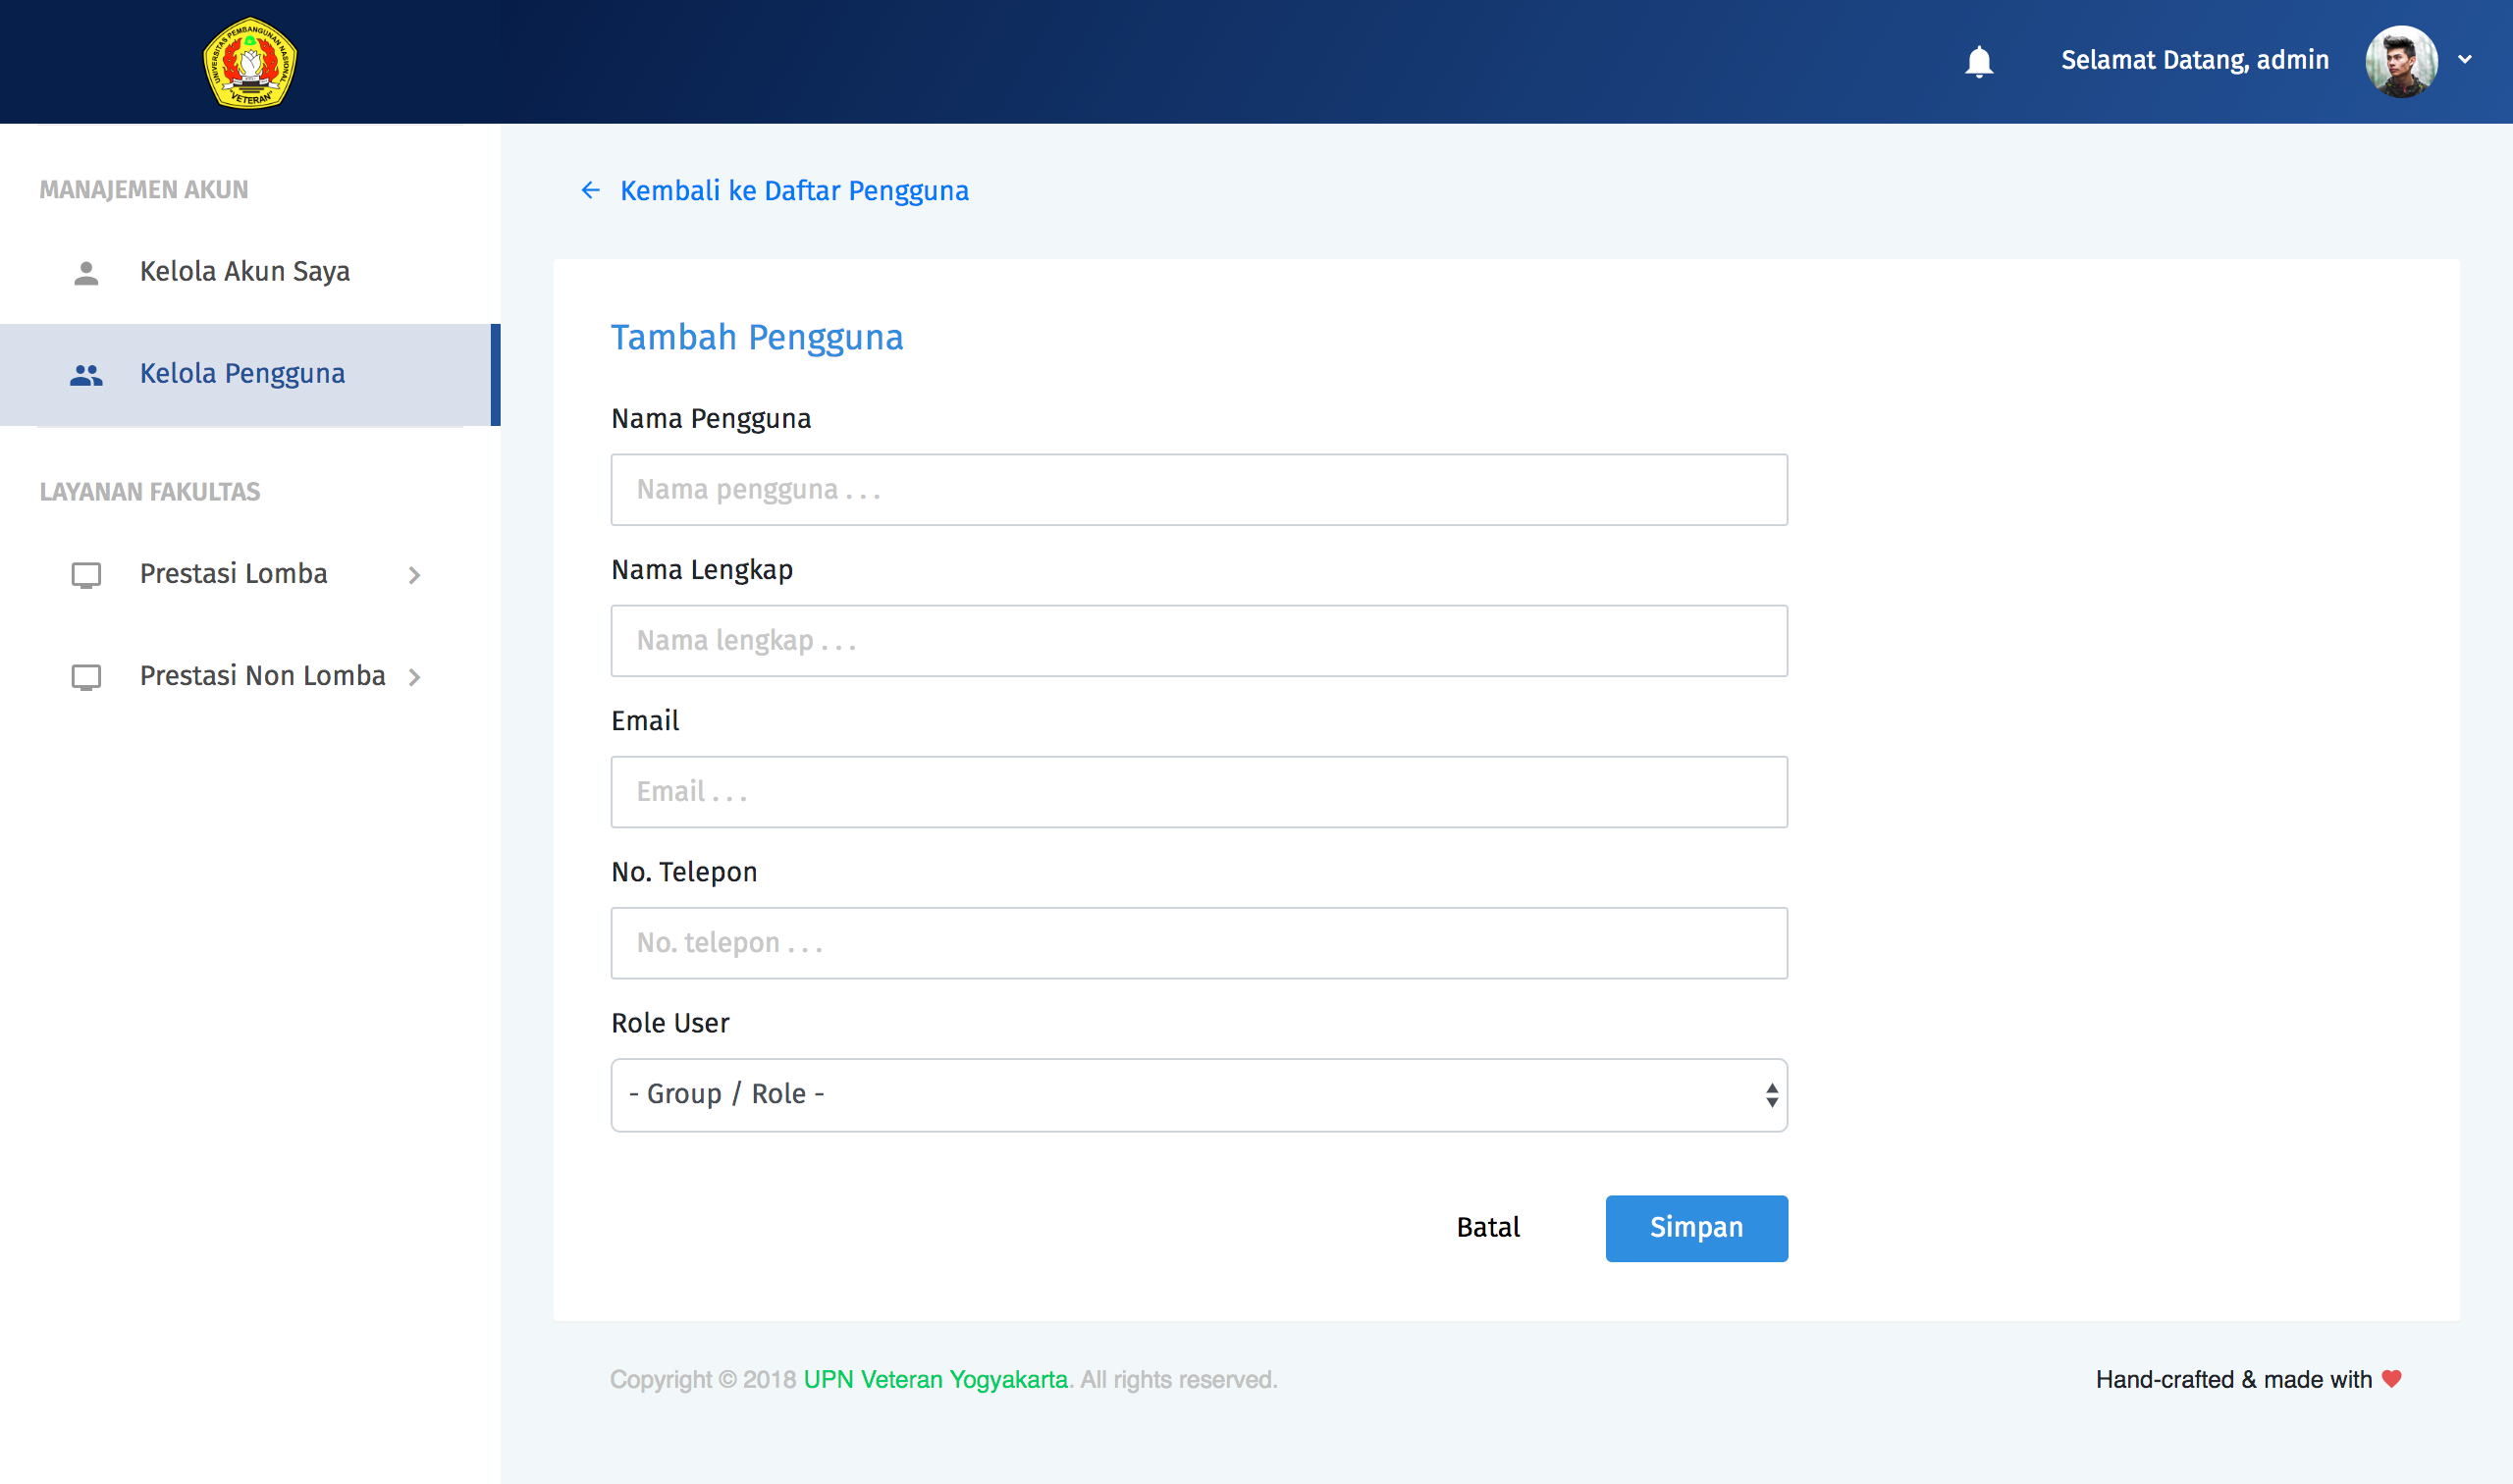 UNIVERSITAS PEMBANGUNAN NASIONAL
"VETERAN"
Selamat Datang, admin
MANAJEMEN AKUN
Kelola Akun Saya
Kelola Pengguna
LAYANAN FAKULTAS
Prestasi Lomba
Prestasi Non Lomba
Kembali ke Daftar Pengguna
Tambah Pengguna
Nama Pengguna
Nama pengguna . . .
Nama Lengkap
Nama lengkap . . .
Email
Email . . .
No. Telepon
No. telepon . . .
Role User
- Group / Role -
Batal
Simpan
Copyright © 2018 UPN Veteran Yogyakarta. All rights reserved.
Hand-crafted & made with